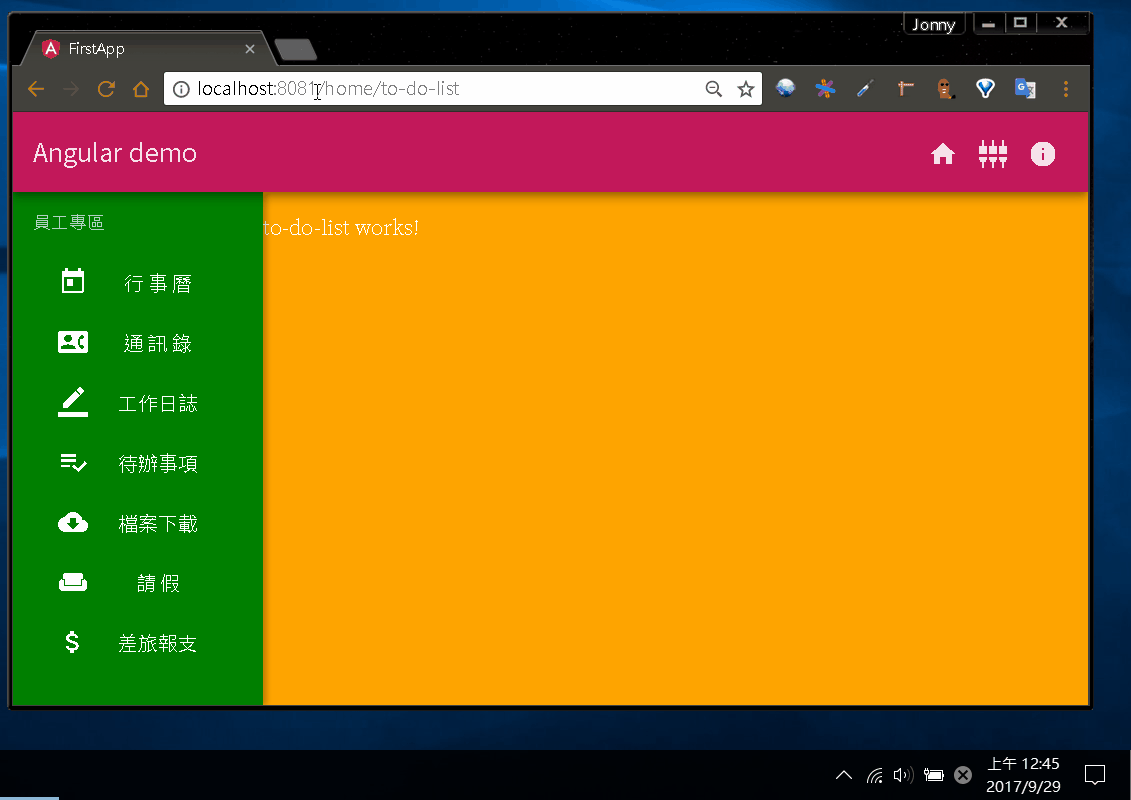 Jonny
FirstApp
localhost:8081/home/to-do-list
Angular demo
員工專區
to-do-list works!
行事曆
通訊錄
工作日誌
待辦事項
檔案下載
請假
差旅報支
上午 12:45
2017/9/29